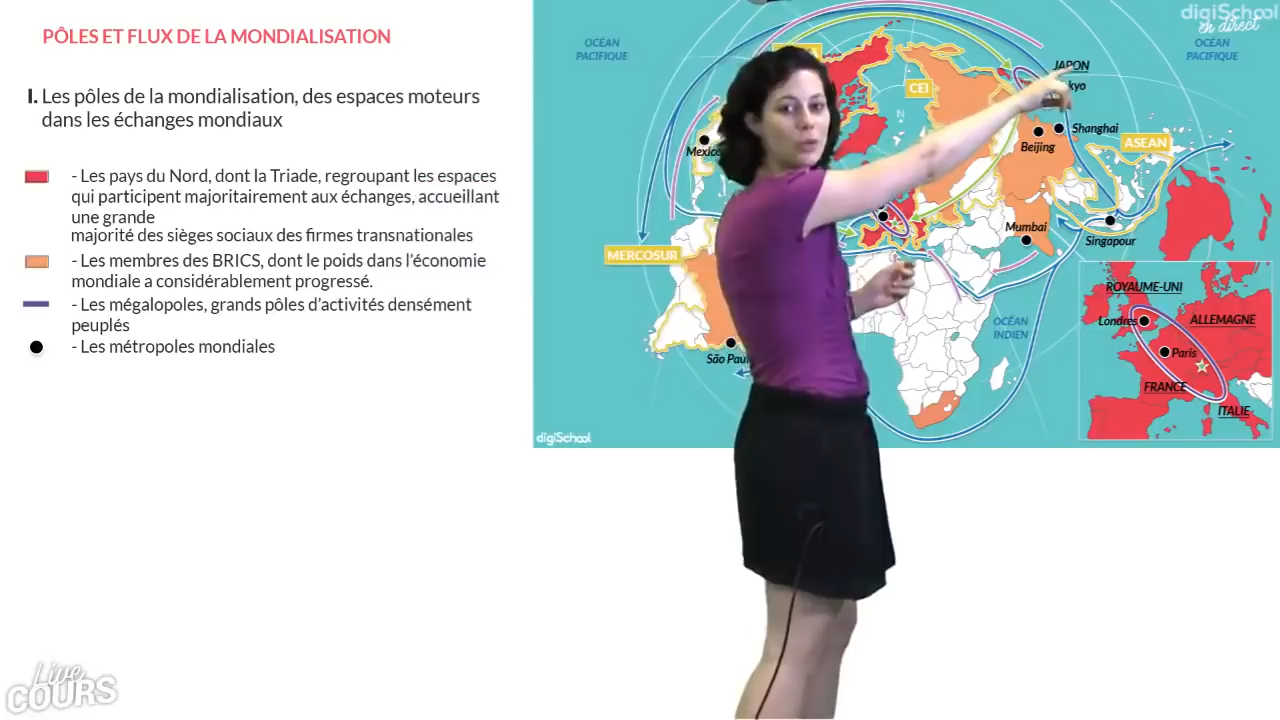 PÔLES ET FLUX DE LA MONDIALISATION
I. Les pôles de la mondialisation, des espaces moteurs
dans les échanges mondiaux
- Les pays du Nord, dont la Triade, regroupant les espaces
qui participent majoritairement aux échanges, accueillant
une grande
majorité des sièges sociaux des firmes transnationales
- Les membres des BRICS, dont le poids dans l'économie
mondiale a considérablement progressé.
- Les mégalopoles, grands pôles d'activités densément
peuplés
- Les métropoles mondiales
digiSchool
en direct
OCÉAN
PACIFIQUE
OCÉAN
PACIFIQUE
JAPON
kyo
CEI
N
Shanghai
Beijing
ASEAN
Mexico
Mumbai
Singapour
MERCOSUR
ROYAUME-UNI
Londres
ALLEMAGNE
OCÉAN
INDIEN
Paris
São Paul
FRANCE
ITALIE
digiSchool
Live
COURS